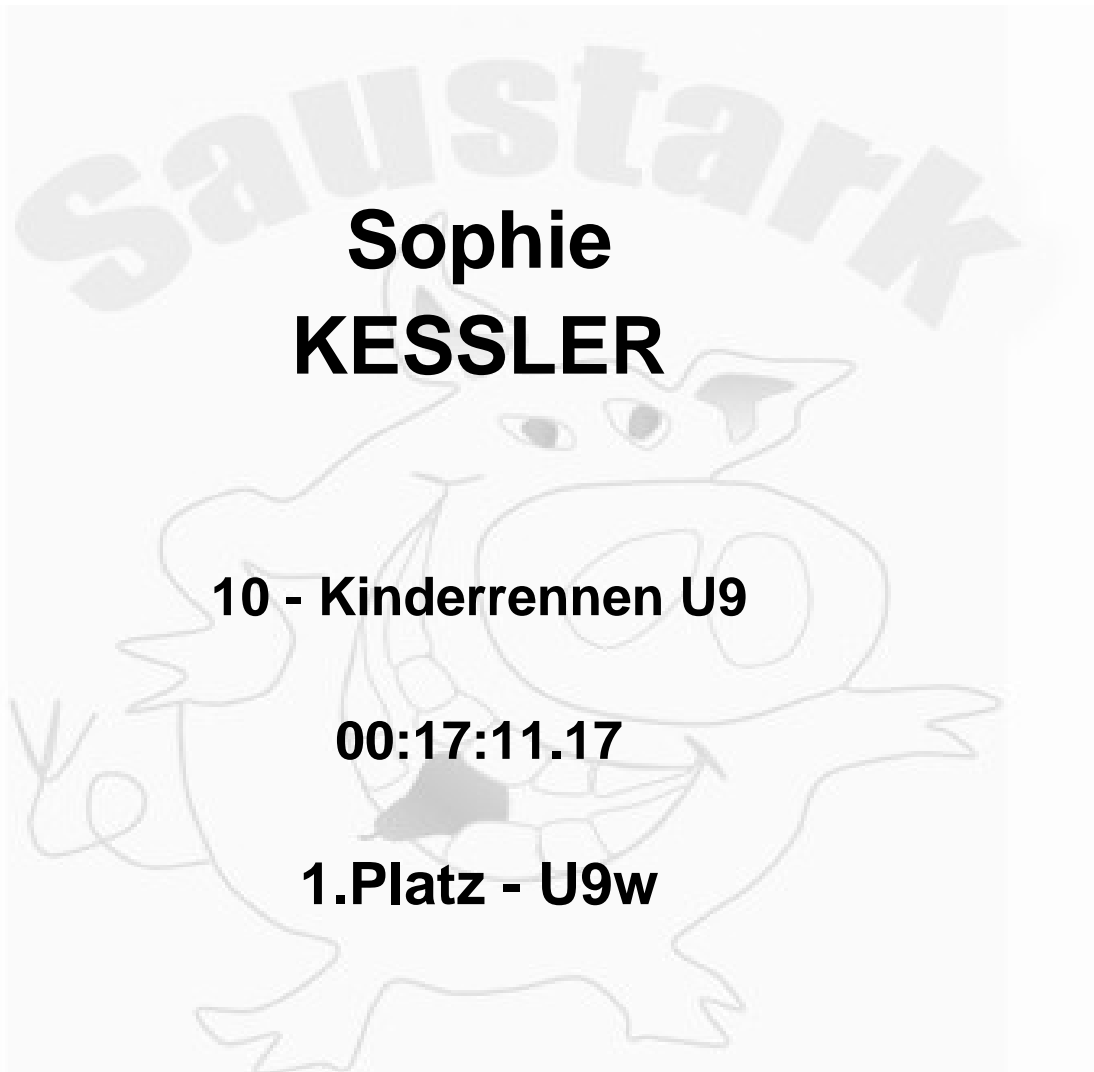 Saustark
Sophie
KESSLER
10 - Kinderrennen U9
00:17:11.17
1.Platz - U9w